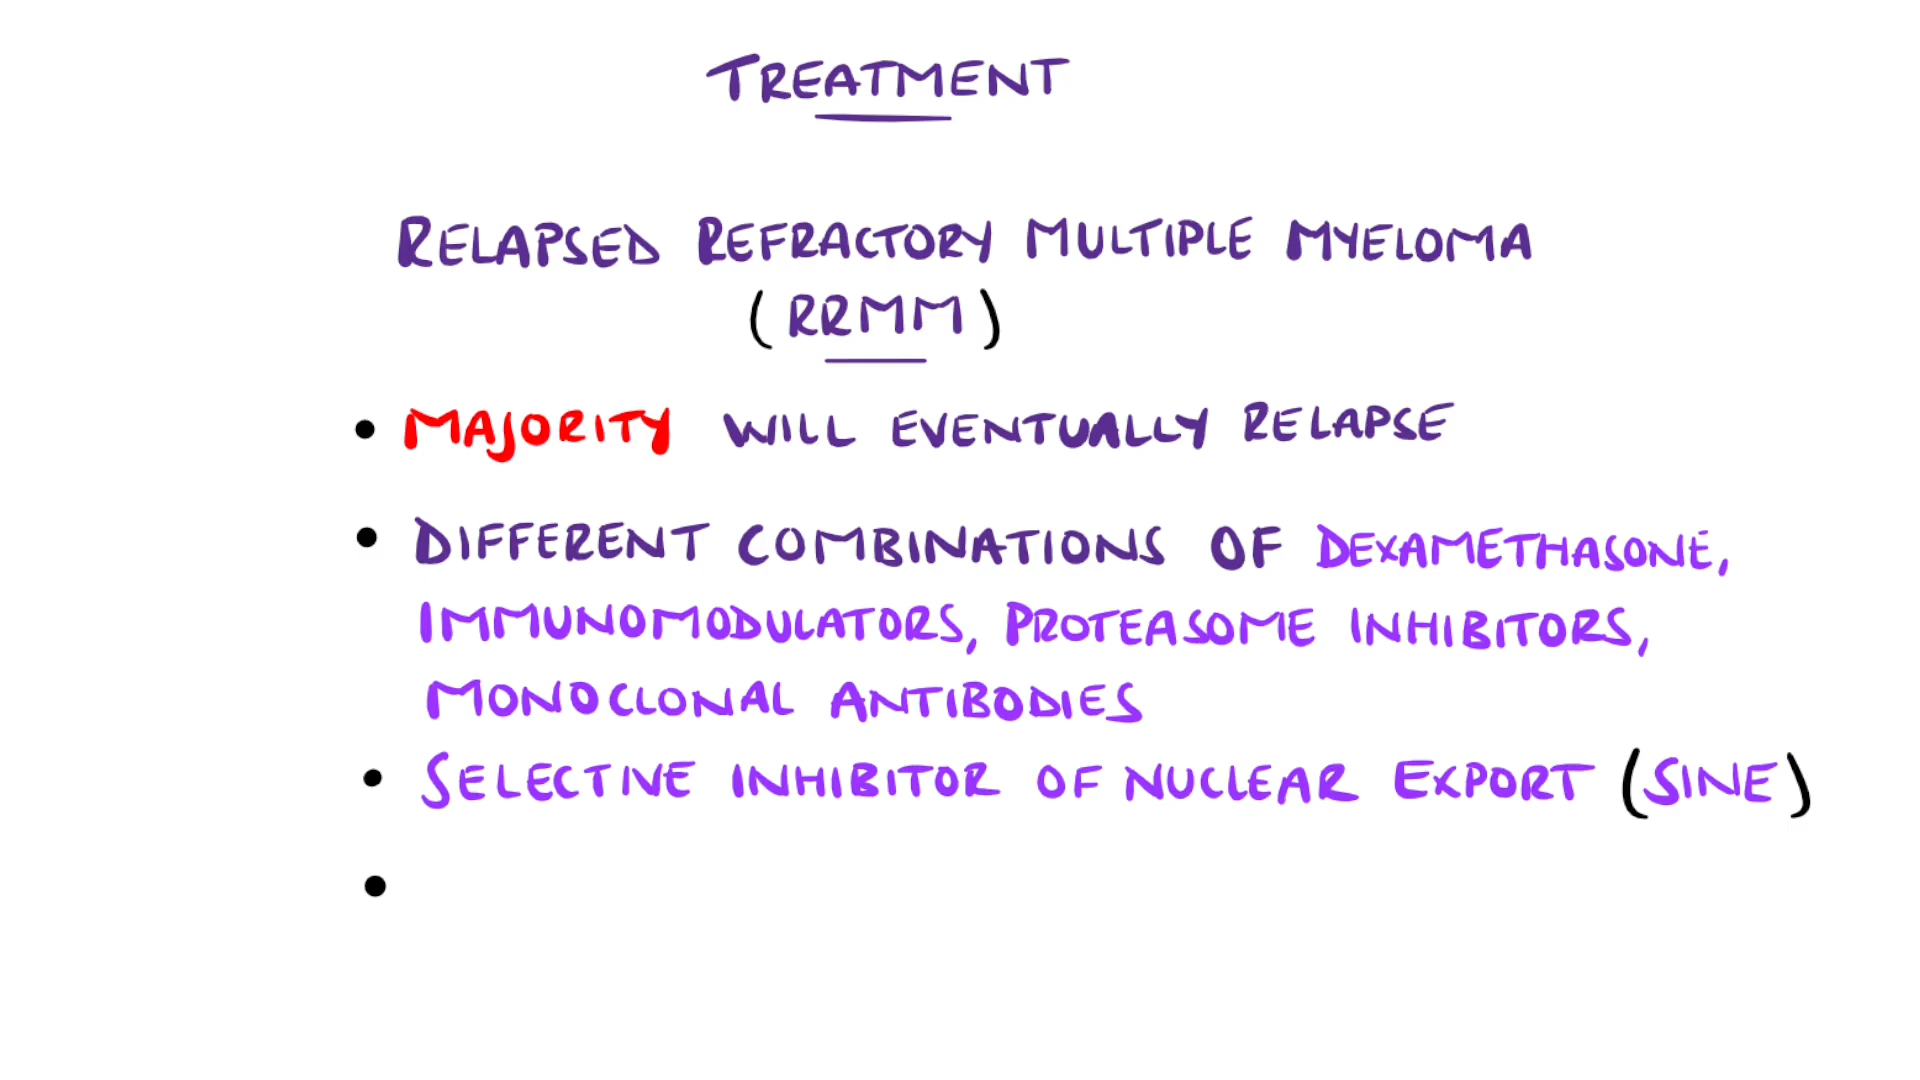 TREATMENT
RELAPSED REFRACTORY MULTIPLE MYELOMA
(RRMM)
• MAJORITY WILL EVENTUALLY RELAPSE
• DIFFERENT COMBINATIONS OF DEXAMETHASONE,
IMMUNOMODULATORS, PROTEASOME INHIBITORS,
MONOCLONAL ANTIBODIES
• SELECTIVE INHIBITOR OF NUCLEAR EXPORT (SINE)
•